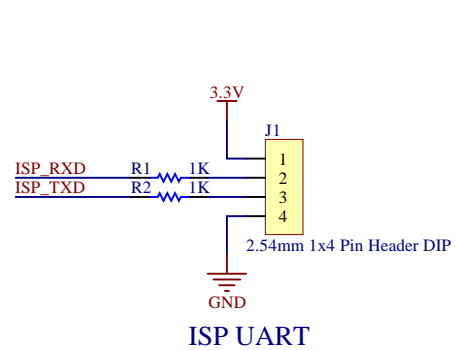 3.3V
J1
1
ISP_RXD R1 1K 2
ISP_TXD R2 1K 3
4
2.54mm 1x4 Pin Header DIP
GND
ISP UART